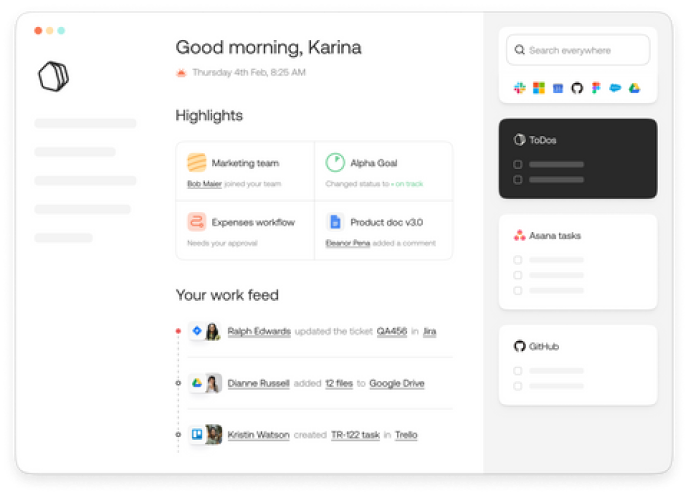 Good morning, Karina
Thursday 4th Feb, 8:25 AM
Highlights
Marketing team
Bob Maier joined your team
Alpha Goal
Changed status to • on track
Expenses workflow
Needs your approval
Product doc v3.0
Eleanor Pena added a comment
Your work feed
Ralph Edwards updated the ticket QA456 in Jira
Dianne Russell added 12 files to Google Drive
Kristin Watson created TR-122 task in Trello
Search everywhere
ToDos
Asana tasks
GitHub